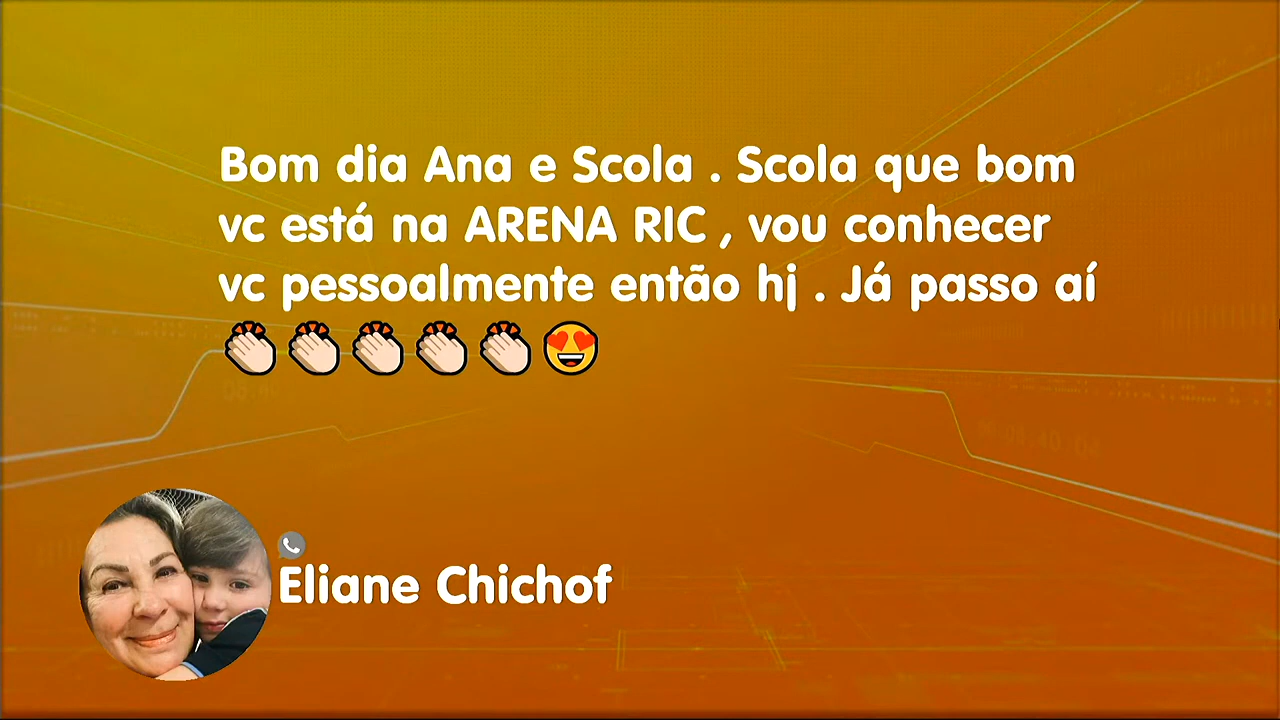 Bom dia Ana e Scola . Scola que bom
vc está na ARENA RIC , vou conhecer
vc pessoalmente então hj . Já passo aí
👏🏻👏🏻👏🏻👏🏻👏🏻😍
Eliane Chichof